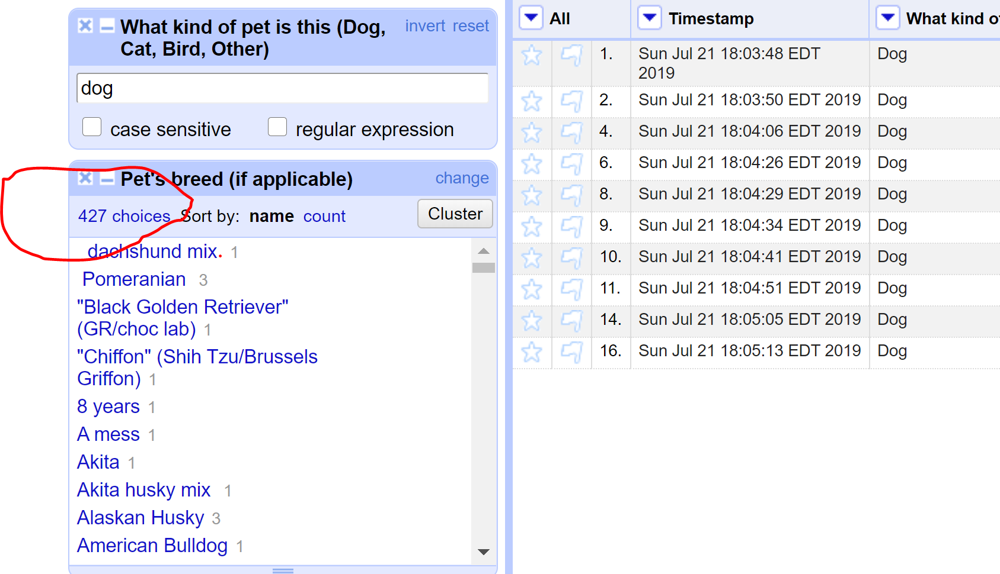 What kind of pet is this (Dog, invert reset
Cat, Bird, Other)
dog
case sensitive regular expression
Pet's breed (if applicable) change
427 choices Sort by: name count Cluster
dachshund mix. 1
Pomeranian 3
"Black Golden Retriever"
(GR/choc lab) 1
"Chiffon" (Shih Tzu/Brussels
Griffon) 1
8 years 1
A mess 1
Akita 1
Akita husky mix 1
Alaskan Husky 3
American Bulldog 1
All Timestamp What kind of
1. Sun Jul 21 18:03:48 EDT Dog
2019
2. Sun Jul 21 18:03:50 EDT 2019 Dog
4. Sun Jul 21 18:04:06 EDT 2019 Dog
6. Sun Jul 21 18:04:26 EDT 2019 Dog
8. Sun Jul 21 18:04:29 EDT 2019 Dog
9. Sun Jul 21 18:04:34 EDT 2019 Dog
10. Sun Jul 21 18:04:41 EDT 2019 Dog
11. Sun Jul 21 18:04:51 EDT 2019 Dog
14. Sun Jul 21 18:05:05 EDT 2019 Dog
16. Sun Jul 21 18:05:13 EDT 2019 Dog